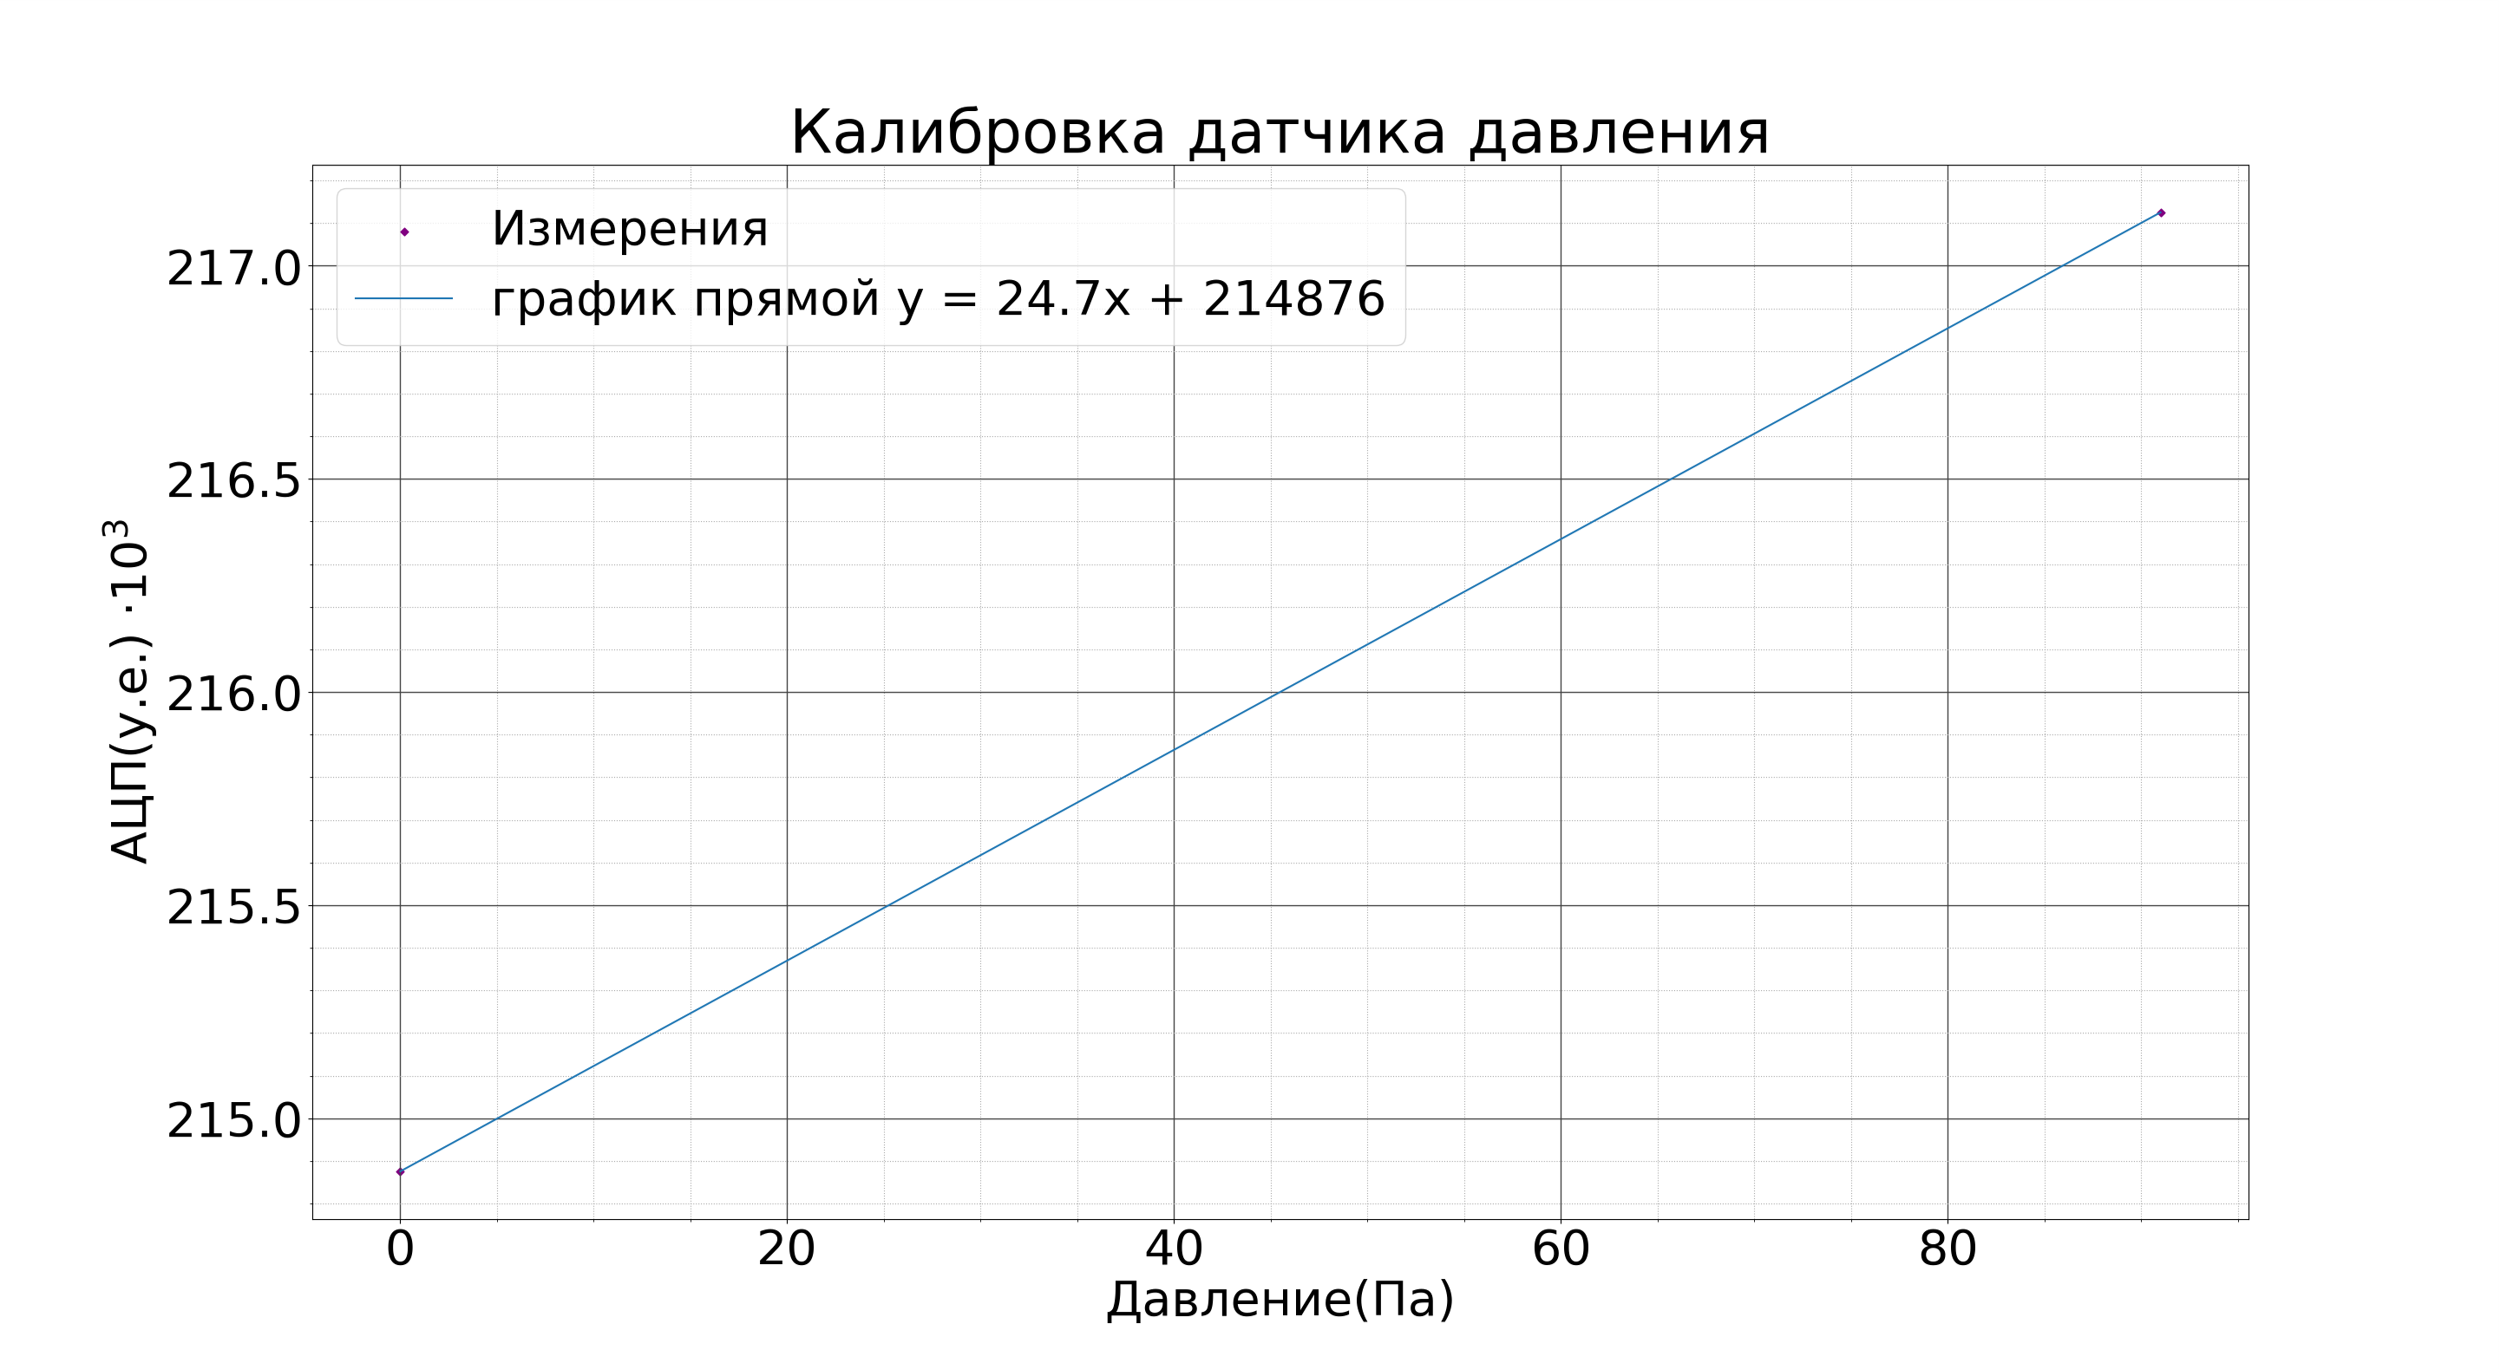 Калибровка датчика давления
Измерения
график прямой y = 24.7x + 214876
217.0
216.5
216.0
215.5
215.0
АЦП(у.е.) ·10³
0 20 40 60 80
Давление(Па)